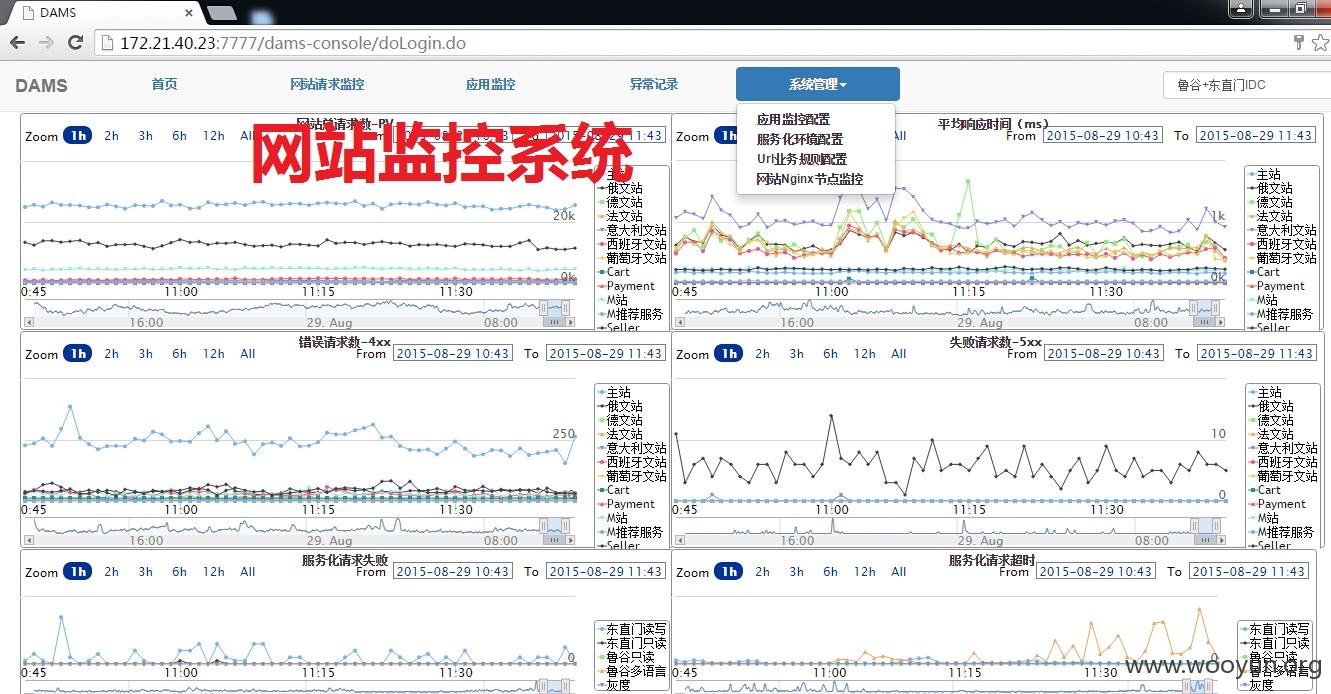 DAMS
172.21.40.23:7777/dams-console/doLogin.do
DAMS 首页 网站请求监控 应用监控 异常记录 系统管理 鲁谷+东直门IDC
应用监控配置
服务化环境配置
Url业务规则配置
网站Nginx节点监控
网站监控系统
网站总请求数-PV
Zoom 1h 2h 3h 6h 12h All From 2015-08-29 10:43 To 2015-08-29 11:43
主站
俄文站
德文站
法文站
意大利文站
西班牙文站
葡萄牙文站
Cart
Payment
M站
M推荐服务
Seller
20k
0k
0:45 11:00 11:15 11:30
16:00 29. Aug 08:00
平均响应时间（ms）
Zoom 1h All From 2015-08-29 10:43 To 2015-08-29 11:43
主站
俄文站
德文站
法文站
意大利文站
西班牙文站
葡萄牙文站
Cart
Payment
M站
M推荐服务
Seller
1k
0k
0:45 11:00 11:15 11:30
16:00 29. Aug 08:00
错误请求数-4xx
Zoom 1h 2h 3h 6h 12h All From 2015-08-29 10:43 To 2015-08-29 11:43
主站
俄文站
德文站
法文站
意大利文站
西班牙文站
葡萄牙文站
Cart
Payment
M站
M推荐服务
Seller
250
0
0:45 11:00 11:15 11:30
16:00 29. Aug 08:00
失败请求数-5xx
Zoom 1h 2h 3h 6h 12h All From 2015-08-29 10:43 To 2015-08-29 11:43
主站
俄文站
德文站
法文站
意大利文站
西班牙文站
葡萄牙文站
Cart
Payment
M站
M推荐服务
Seller
10
0
0:45 11:00 11:15 11:30
16:00 29. Aug 08:00
服务化请求失败
Zoom 1h 2h 3h 6h 12h All From 2015-08-29 10:43 To 2015-08-29 11:43
东直门读写
东直门只读
鲁谷只读
鲁谷多语言
灰度
0
0:45 11:00 11:15 11:30
服务化请求超时
Zoom 1h 2h 3h 6h 12h All From 2015-08-29 10:43 To 2015-08-29 11:43
东直门读写
东直门只读
鲁谷只读
鲁谷多语言
灰度
0
0:45 11:00 11:15 11:30
www.wooyun.org